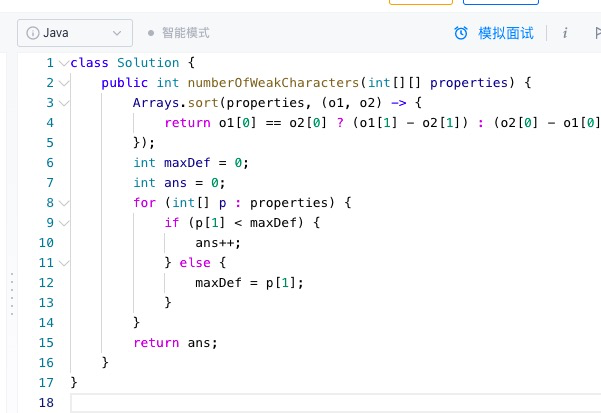 Java
智能模式
模拟面试
i
1 class Solution {
2 public int numberOfWeakCharacters(int[][] properties) {
3 Arrays.sort(properties, (o1, o2) -> {
4 return o1[0] == o2[0] ? (o1[1] - o2[1]) : (o2[0] - o1[0]
5 });
6 int maxDef = 0;
7 int ans = 0;
8 for (int[] p : properties) {
9 if (p[1] < maxDef) {
10 ans++;
11 } else {
12 maxDef = p[1];
13 }
14 }
15 return ans;
16 }
17 }
18